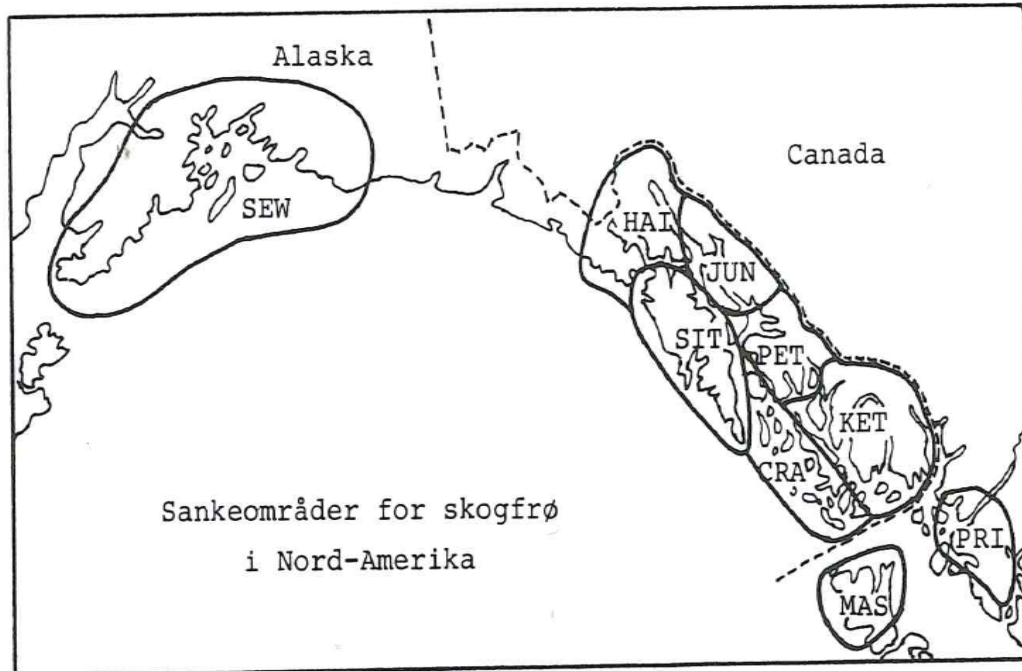 Alaska
Canada
SEW
HAI
JUN
SIT
PET
KET
CRA
PRI
MAS
Sankeområder for skogfrø
i Nord-Amerika